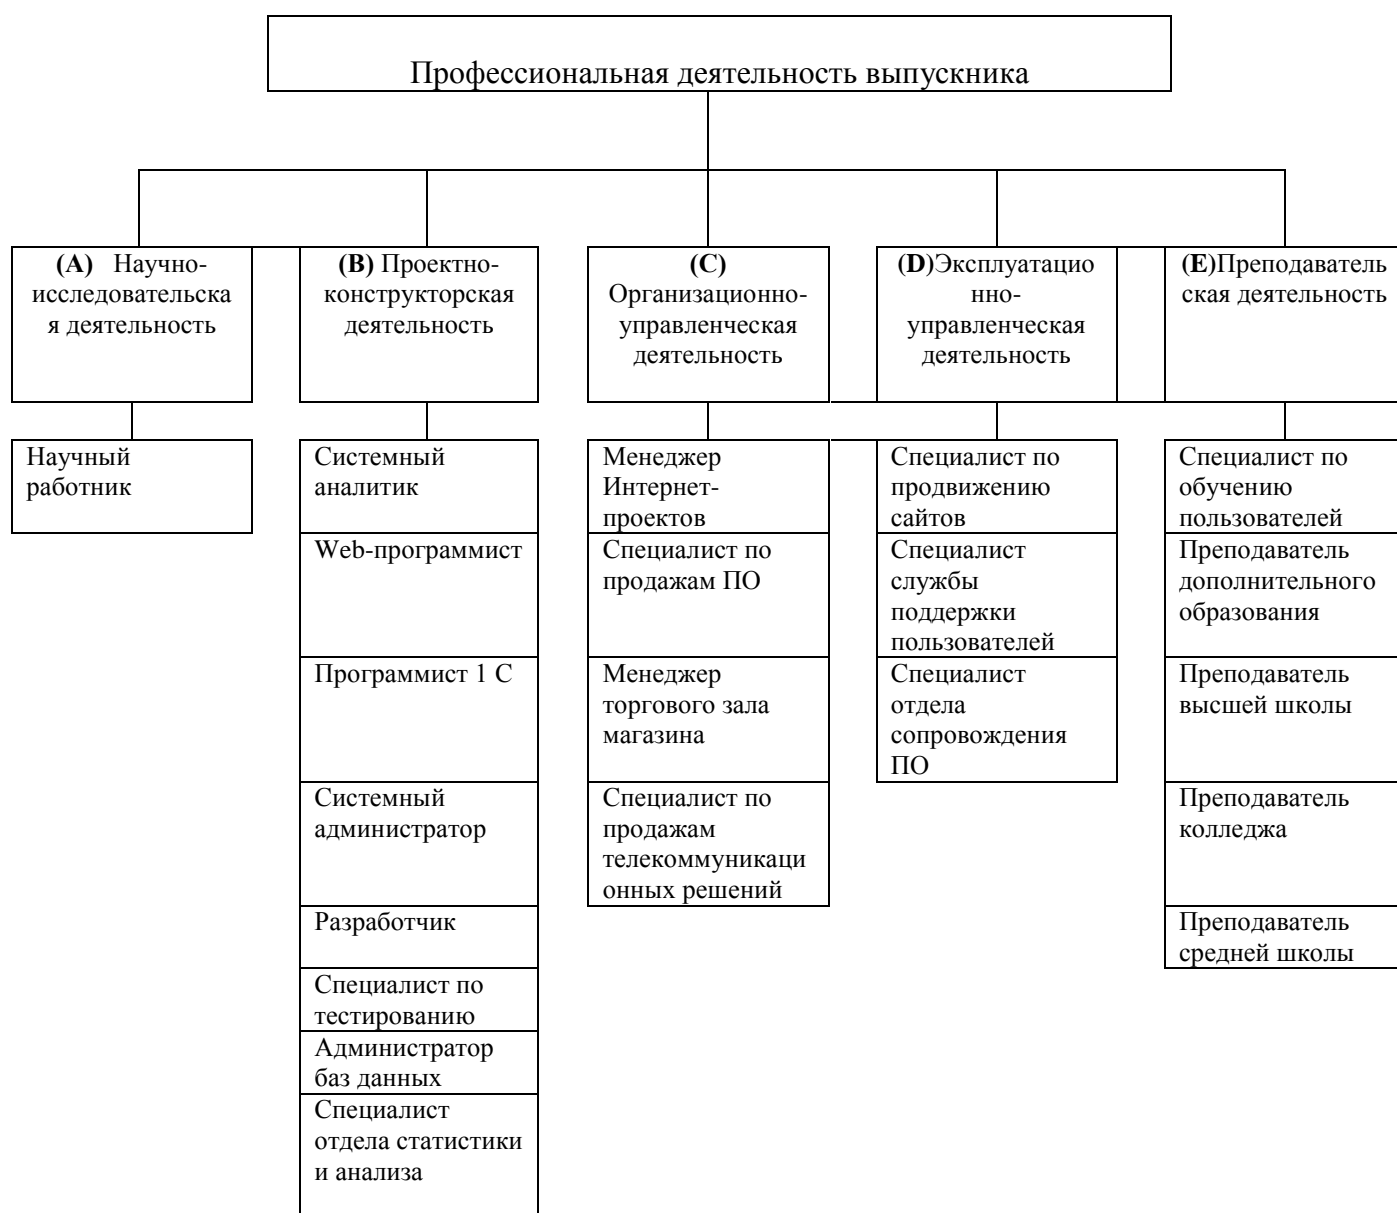 Профессиональная деятельность выпускника
(A) Научно-
исследовательска
я деятельность
(B) Проектно-
конструкторская
деятельность
(C)
Организационно-
управленческая
деятельность
(D)Эксплуатацио
нно-
управленческая
деятельность
(E)Преподаватель
ская деятельность
Научный
работник
Системный
аналитик
Web-программист
Программист 1 С
Системный
администратор
Разработчик
Специалист по
тестированию
Администратор
баз данных
Специалист
отдела статистики
и анализа
Менеджер
Интернет-
проектов
Специалист по
продажам ПО
Менеджер
торгового зала
магазина
Специалист по
продажам
телекоммуникаци
онных решений
Специалист по
продвижению
сайтов
Специалист
службы
поддержки
пользователей
Специалист
отдела
сопровождения
ПО
Специалист по
обучению
пользователей
Преподаватель
дополнительного
образования
Преподаватель
высшей школы
Преподаватель
колледжа
Преподаватель
средней школы